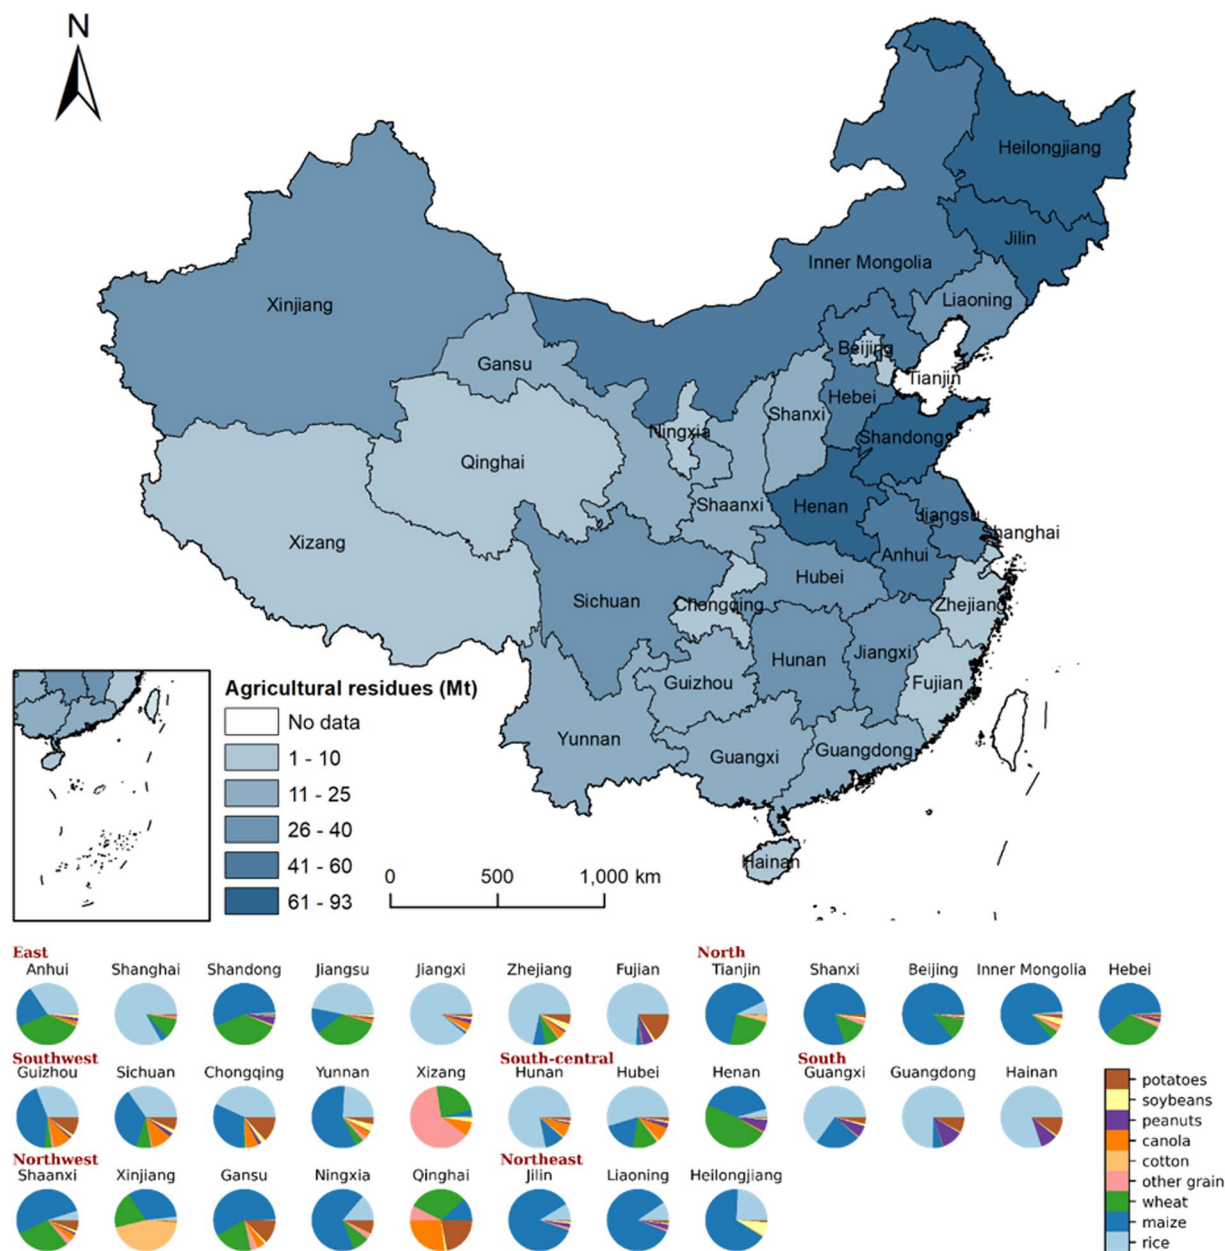 N
Heilongjiang
Jilin
Inner Mongolia
Liaoning
Xinjiang
Beijing
Gansu
Tianjin
Hebei
Shanxi
Ningxia
Shandong
Qinghai
Shaanxi
Henan
Jiangsu
Shanghai
Xizang
Anhui
Hubei
Sichuan
Chongqing
Zhejiang
Hunan
Jiangxi
Guizhou
Fujian
Yunnan
Guangxi
Guangdong
Hainan
Agricultural residues (Mt)
No data
1 - 10
11 - 25
26 - 40
41 - 60
61 - 93
0 500 1,000 km
East
North
Anhui Shanghai Shandong Jiangsu Jiangxi Zhejiang Fujian Tianjin Shanxi Beijing Inner Mongolia Hebei
Southwest
South-central
South
Guizhou Sichuan Chongqing Yunnan Xizang Hunan Hubei Henan Guangxi Guangdong Hainan
Northwest
Northeast
Shaanxi Xinjiang Gansu Ningxia Qinghai Jilin Liaoning Heilongjiang
potatoes
soybeans
peanuts
canola
cotton
other grain
wheat
maize
rice